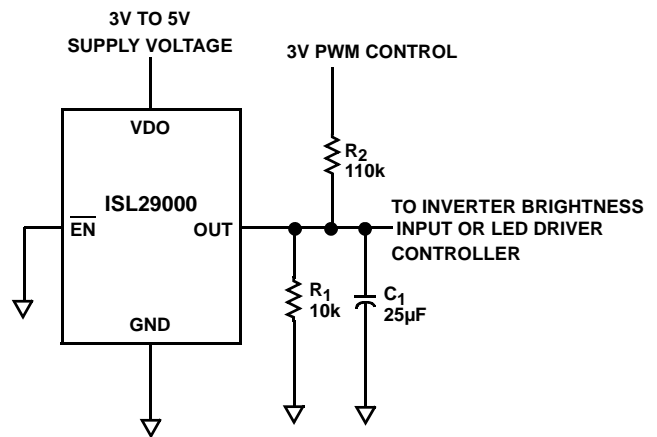 3V TO 5V
SUPPLY VOLTAGE
3V PWM CONTROL
VDO
R2
110k
ISL29000
EN
OUT
TO INVERTER BRIGHTNESS
INPUT OR LED DRIVER
CONTROLLER
R1
10k
C1
25µF
GND